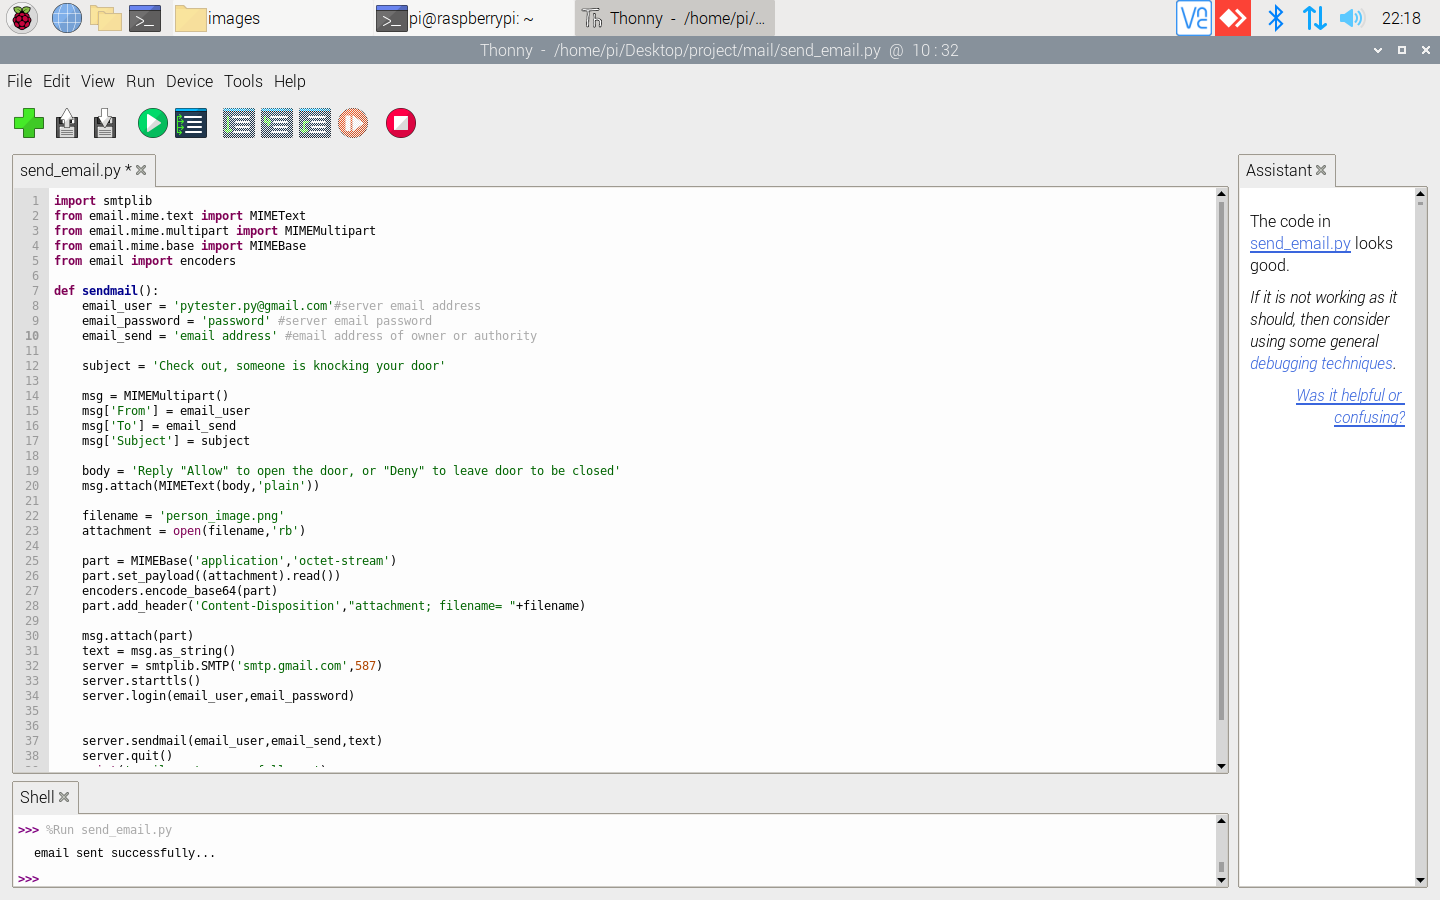 images
pi@raspberrypi: ~
Thonny - /home/pi/...
22:18
Thonny - /home/pi/Desktop/project/mail/send_email.py @ 10 : 32
File Edit View Run Device Tools Help
send_email.py *
1 import smtplib
2 from email.mime.text import MIMEText
3 from email.mime.multipart import MIMEMultipart
4 from email.mime.base import MIMEBase
5 from email import encoders
6
7 def sendmail():
8     email_user = 'pytester.py@gmail.com'#server email address
9     email_password = 'password' #server email password
10     email_send = 'email address' #email address of owner or authority
11
12     subject = 'Check out, someone is knocking your door'
13
14     msg = MIMEMultipart()
15     msg['From'] = email_user
16     msg['To'] = email_send
17     msg['Subject'] = subject
18
19     body = 'Reply "Allow" to open the door, or "Deny" to leave door to be closed'
20     msg.attach(MIMEText(body,'plain'))
21
22     filename = 'person_image.png'
23     attachment = open(filename,'rb')
24
25     part = MIMEBase('application','octet-stream')
26     part.set_payload((attachment).read())
27     encoders.encode_base64(part)
28     part.add_header('Content-Disposition',"attachment; filename= "+filename)
29
30     msg.attach(part)
31     text = msg.as_string()
32     server = smtplib.SMTP('smtp.gmail.com',587)
33     server.starttls()
34     server.login(email_user,email_password)
35
36
37     server.sendmail(email_user,email_send,text)
38     server.quit()
Assistant
The code in
send_email.py looks
good.
If it is not working as it
should, then consider
using some general
debugging techniques.
Was it helpful or
confusing?
Shell
>>> %Run send_email.py
email sent successfully...
>>>